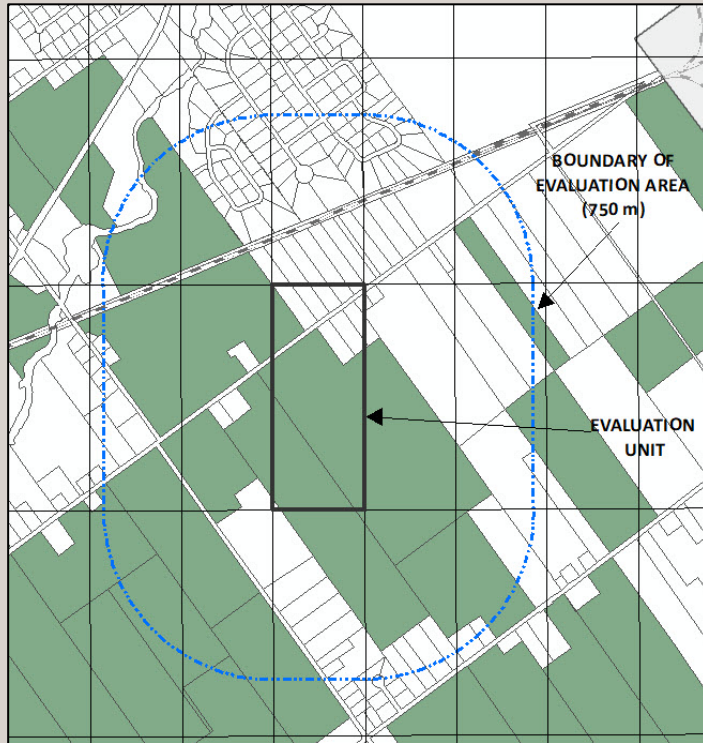 BOUNDARY OF
EVALUATION AREA
(750 m)
EVALUATION
UNIT